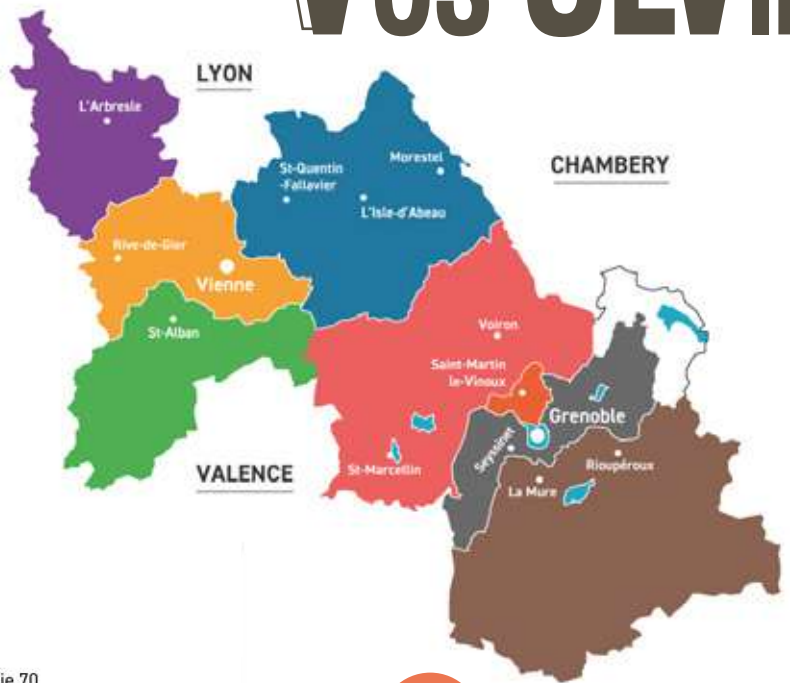 LYON
L'Arbresle
Morestel
St-Quentin
-Fallavier
CHAMBERY
L'Isle-d'Abeau
Rive-de-Gier
Vienne
St-Alban
Voiron
Saint-Martin
le-Vinoux
Grenoble
Seyssinet
VALENCE
St-Marcellin
Rioupéroux
La Mure